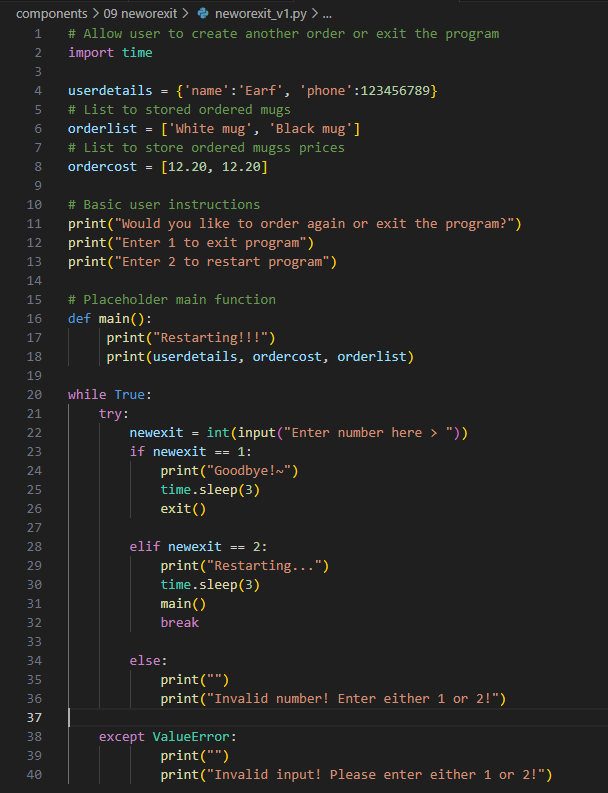 components > 09 neworexit > neworexit_v1.py > ...
1 # Allow user to create another order or exit the program
2 import time
3
4 userdetails = {'name':'Earf', 'phone':123456789}
5 # List to stored ordered mugs
6 orderlist = ['White mug', 'Black mug']
7 # List to store ordered mugss prices
8 ordercost = [12.20, 12.20]
9
10 # Basic user instructions
11 print("Would you like to order again or exit the program?")
12 print("Enter 1 to exit program")
13 print("Enter 2 to restart program")
14
15 # Placeholder main function
16 def main():
17      print("Restarting!!!")
18      print(userdetails, ordercost, orderlist)
19
20 while True:
21     try:
22         newexit = int(input("Enter number here > "))
23         if newexit == 1:
24             print("Goodbye!~")
25             time.sleep(3)
26             exit()
27
28         elif newexit == 2:
29             print("Restarting...")
30             time.sleep(3)
31             main()
32             break
33
34         else:
35             print("")
36             print("Invalid number! Enter either 1 or 2!")
37
38     except ValueError:
39             print("")
40             print("Invalid input! Please enter either 1 or 2!")